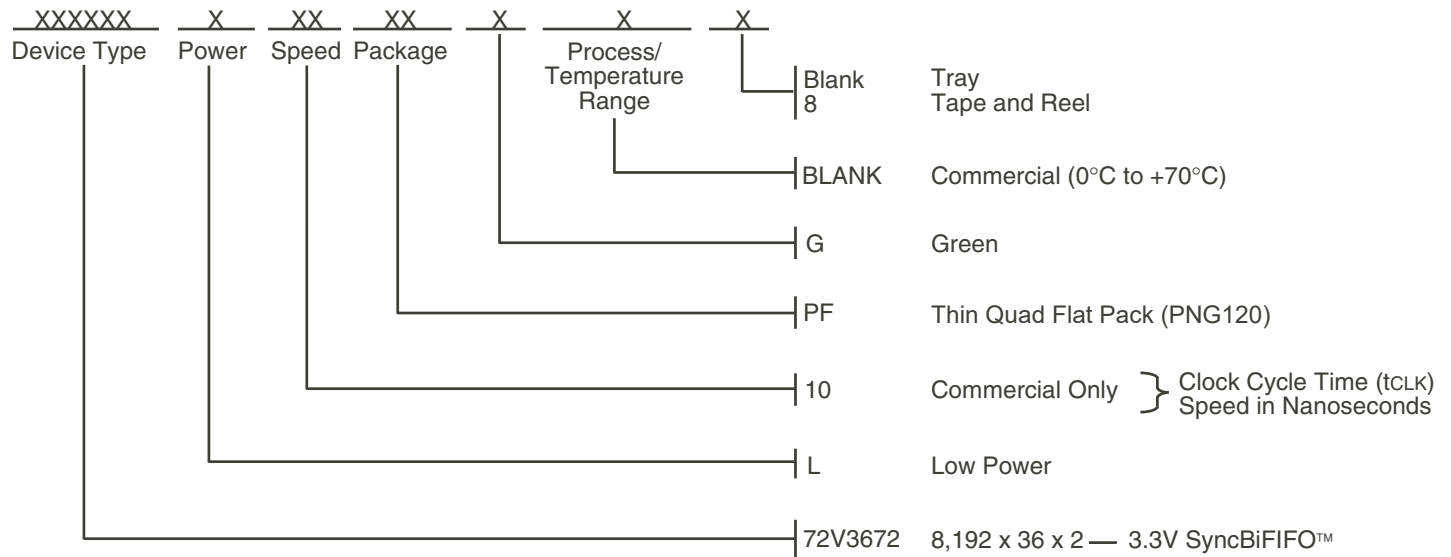 XXXXXX X XX XX X X X
Device Type Power Speed Package Process/
Temperature
Range
Blank Tray
8 Tape and Reel
BLANK Commercial (0°C to +70°C)
G Green
PF Thin Quad Flat Pack (PNG120)
10 Commercial Only } Clock Cycle Time (tCLK)
Speed in Nanoseconds
L Low Power
72V3672 8,192 x 36 x 2 — 3.3V SyncBiFIFO™